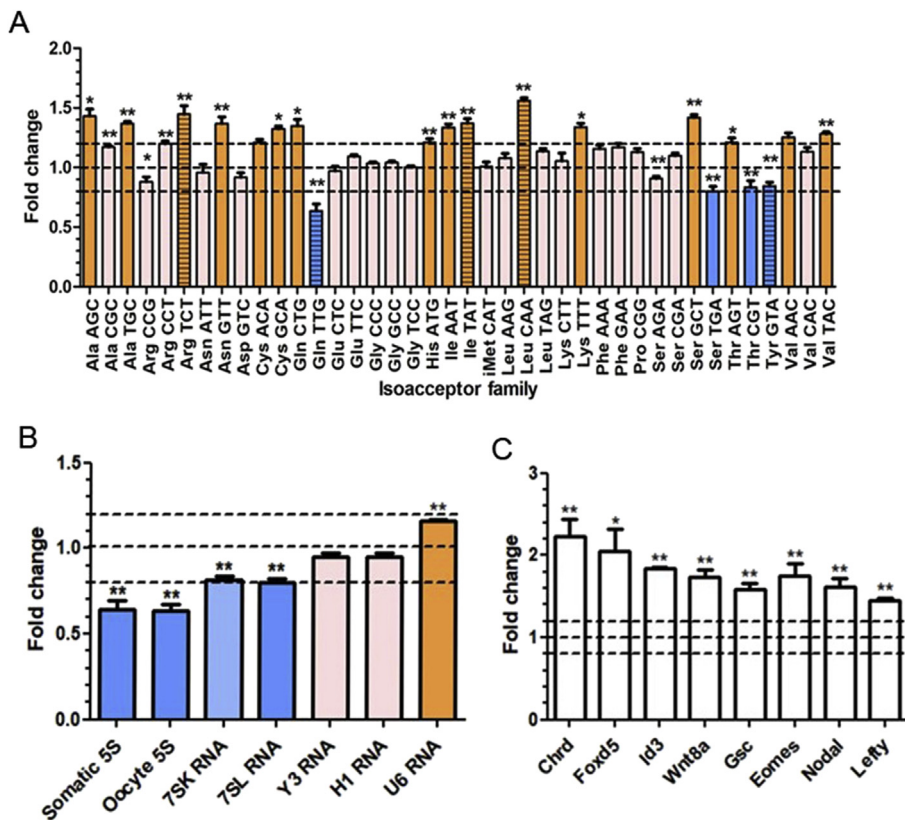 A
2.0
1.5
1.0
0.5
0.0
Fold change
* ** ** * ** ** ** * * ** ** ** ** ** * ** ** ** * ** ** **
Ala AGC
Ala CGC
Ala TGC
Arg CCG
Arg CCT
Arg TCT
Asn ATT
Asn GTT
Asp GTC
Cys ACA
Cys GCA
Gln CTG
Gln TTG
Glu CTC
Glu TTC
Gly CCC
Gly GCC
Gly TCC
His ATG
Ile AAT
Ile TAT
iMet CAT
Leu AAG
Leu CAA
Leu TAG
Lys CTT
Lys TTT
Phe AAA
Phe GAA
Pro CGG
Ser AGA
Ser CGA
Ser GCT
Ser TGA
Thr AGT
Thr CGT
Tyr GTA
Val AAC
Val CAC
Val TAC
Isoacceptor family
B
1.5
1.0
0.5
0.0
Fold change
** ** ** ** **
Somatic 5S
Oocyte 5S
7SK RNA
7SL RNA
Y3 RNA
H1 RNA
U6 RNA
C
3
2
1
0
Fold change
** * ** ** ** ** ** **
Chrd
Foxd5
Id3
Wnt8a
Gsc
Eomes
Nodal
Lefty